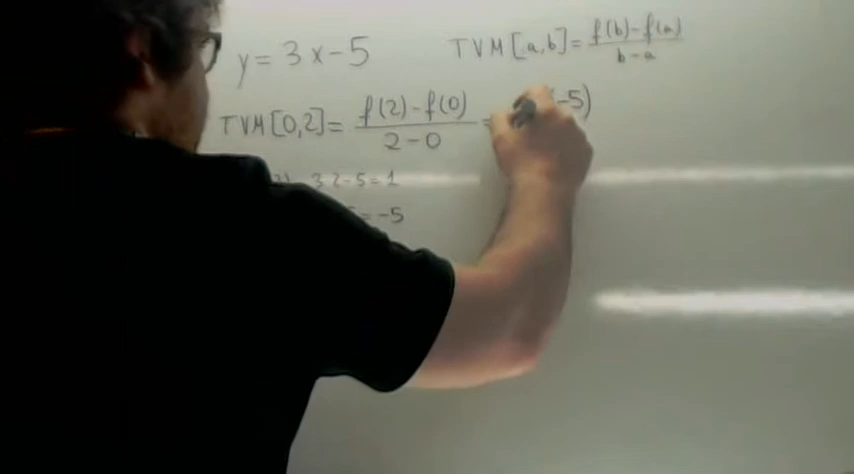 y = 3x - 5
TVM[a,b] = f(b) - f(a) / b - a
TVM[0,2] = f(2) - f(0) / 2 - 0 = -5)
3·2 - 5 = 1
= -5